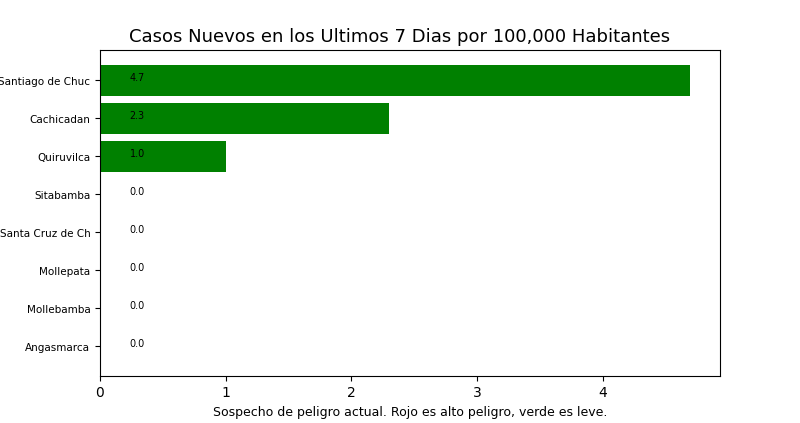 Casos Nuevos en los Ultimos 7 Dias por 100,000 Habitantes
Santiago de Chuc 4.7
Cachicadan 2.3
Quiruvilca 1.0
Sitabamba 0.0
Santa Cruz de Ch 0.0
Mollepata 0.0
Mollebamba 0.0
Angasmarca 0.0
0 1 2 3 4
Sospecho de peligro actual. Rojo es alto peligro, verde es leve.